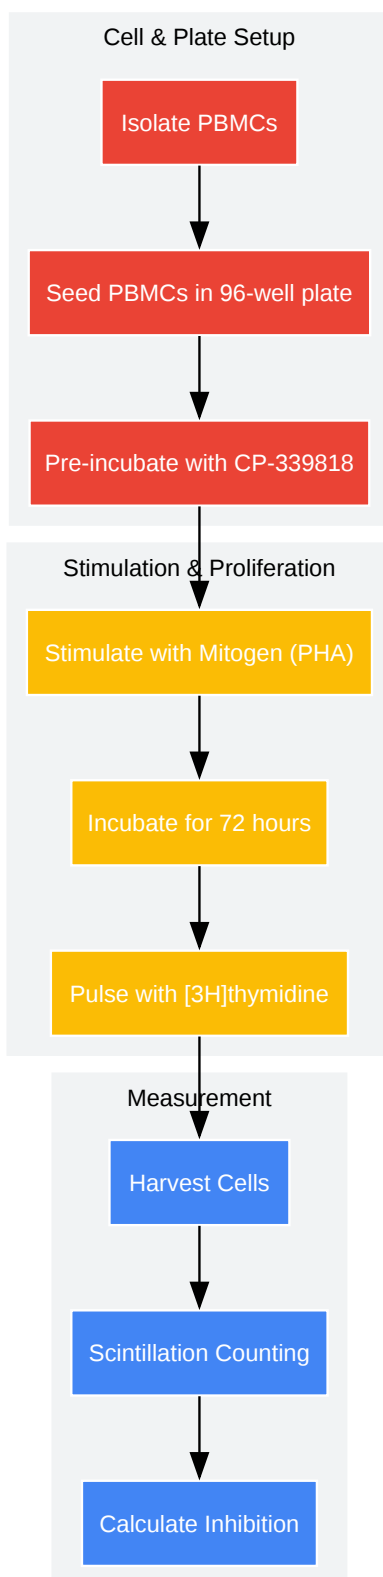 Cell & Plate Setup
Isolate PBMCs
Seed PBMCs in 96-well plate
Pre-incubate with CP-339818
Stimulation & Proliferation
Stimulate with Mitogen (PHA)
Incubate for 72 hours
Pulse with [3H]thymidine
Measurement
Harvest Cells
Scintillation Counting
Calculate Inhibition